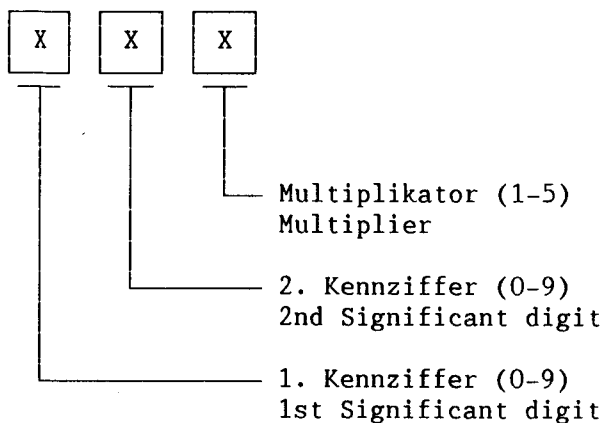 X X X
Multiplikator (1-5)
Multiplier
2. Kennziffer (0-9)
2nd Significant digit
1. Kennziffer (0-9)
1st Significant digit